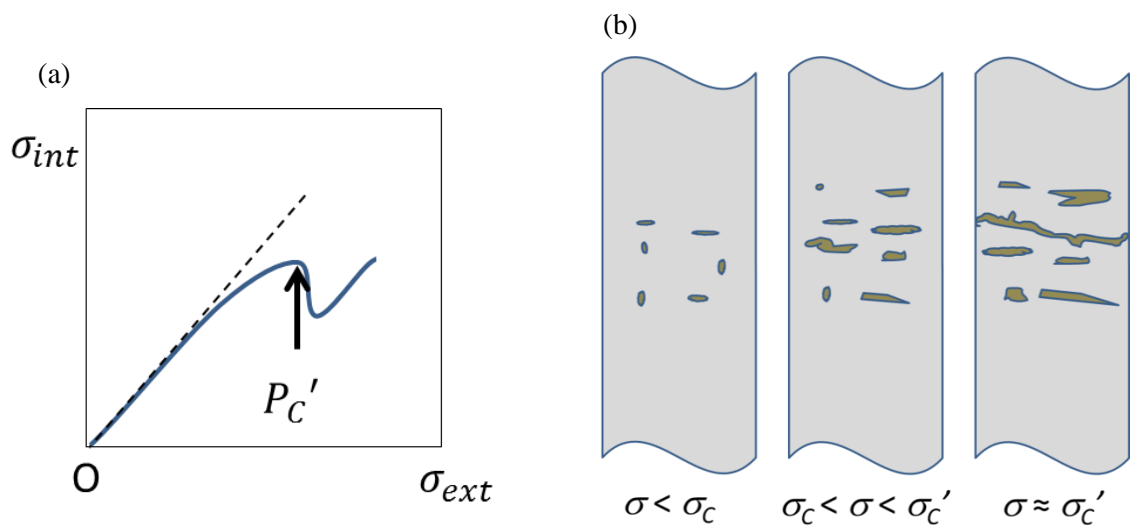 (a)
σ_int
P_C′
O
σ_ext
(b)
σ < σ_C
σ_C < σ < σ_C′
σ ≈ σ_C′